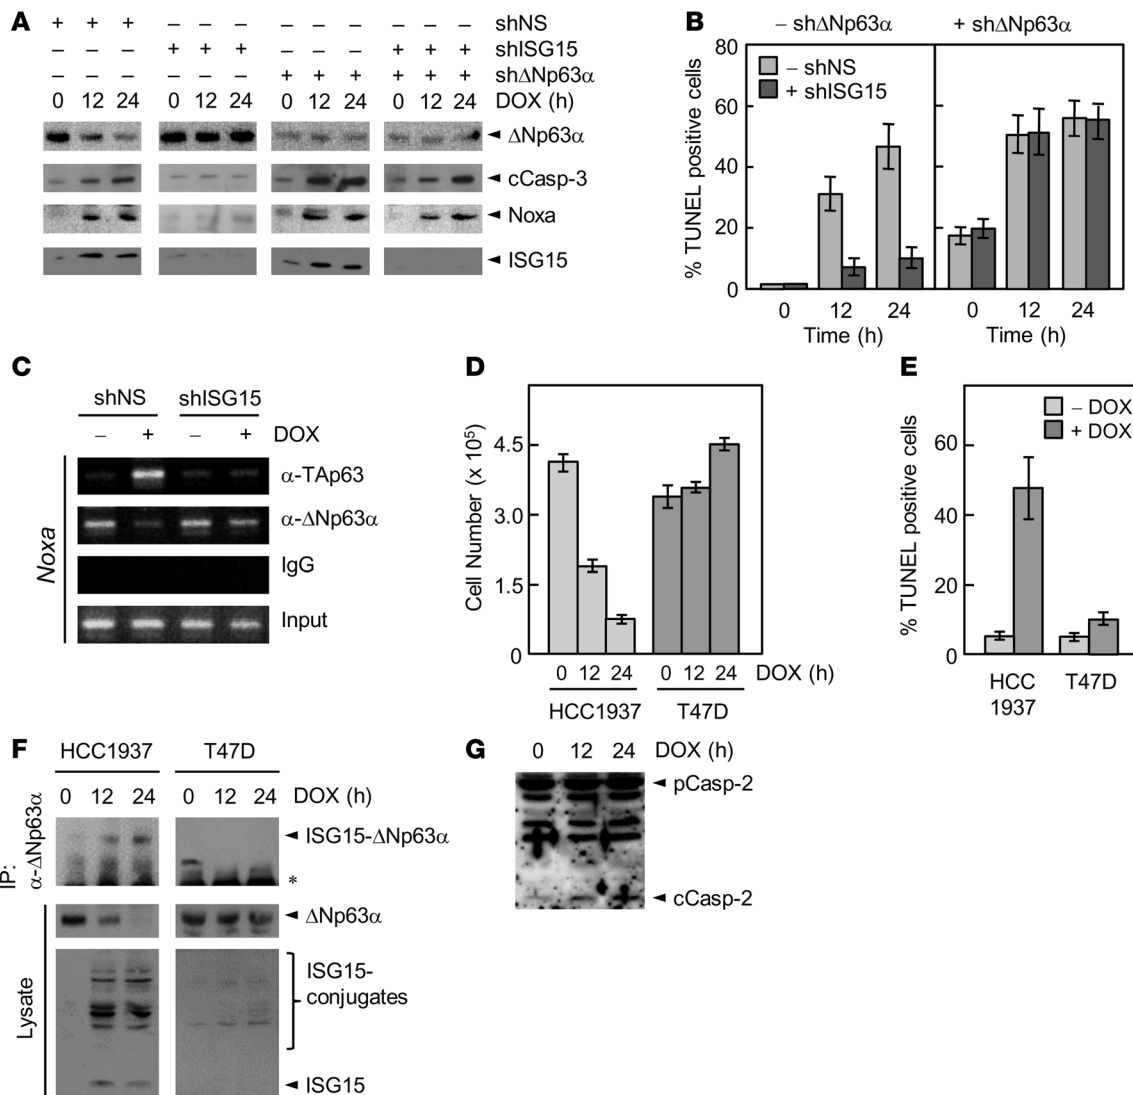 A
+ + + – – – – – – – – – shNS
– – – + + + – – – + + + shISG15
– – – – – – + + + + + + shΔNp63α
0 12 24 0 12 24 0 12 24 0 12 24 DOX (h)
ΔNp63α
cCasp-3
Noxa
ISG15
B
– shΔNp63α + shΔNp63α
% TUNEL positive cells
80
60
40
20
0
– shNS
+ shISG15
0 12 24 0 12 24
Time (h) Time (h)
C
shNS shISG15
– + – + DOX
Noxa
α-TAp63
α-ΔNp63α
IgG
Input
D
Cell Number (x 10⁵)
4.5
3.0
1.5
0
0 12 24 0 12 24 DOX (h)
HCC1937 T47D
E
% TUNEL positive cells
60
40
20
0
– DOX
+ DOX
HCC T47D
1937
F
HCC1937 T47D
0 12 24 0 12 24 DOX (h)
IP:
α-ΔNp63α
ISG15-ΔNp63α
*
Lysate
ΔNp63α
ISG15-
conjugates
ISG15
G
0 12 24 DOX (h)
pCasp-2
cCasp-2